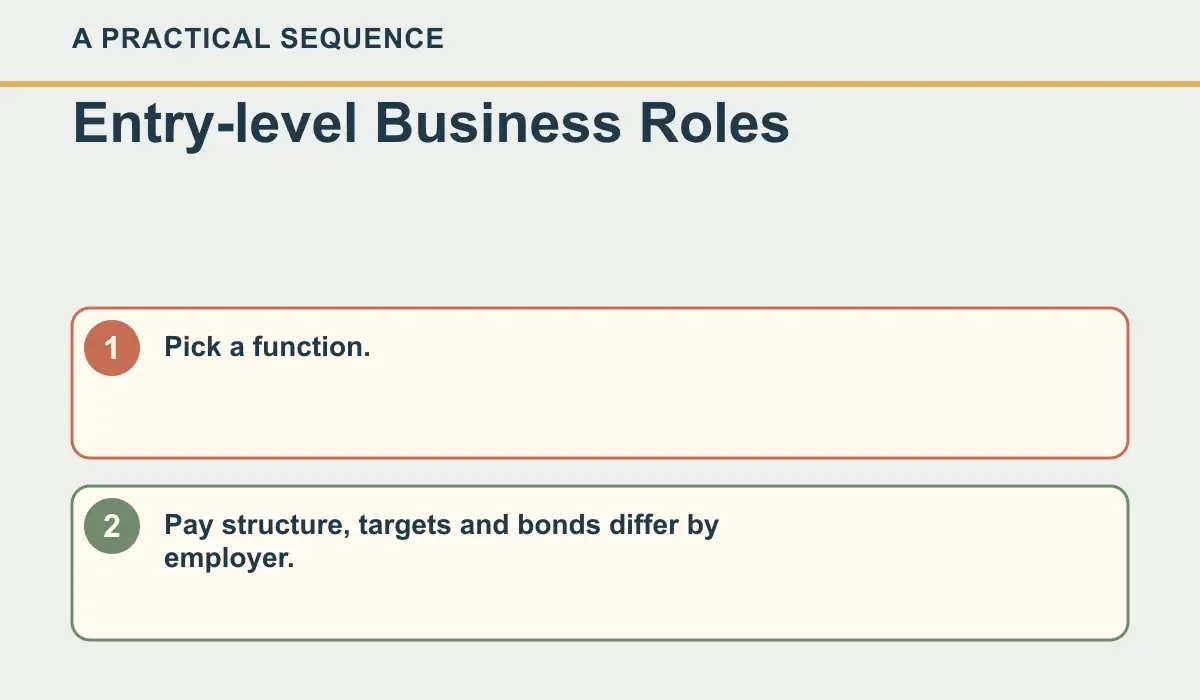 A PRACTICAL SEQUENCE
Entry-level Business Roles
1
Pick a function.
2
Pay structure, targets and bonds differ by
employer.